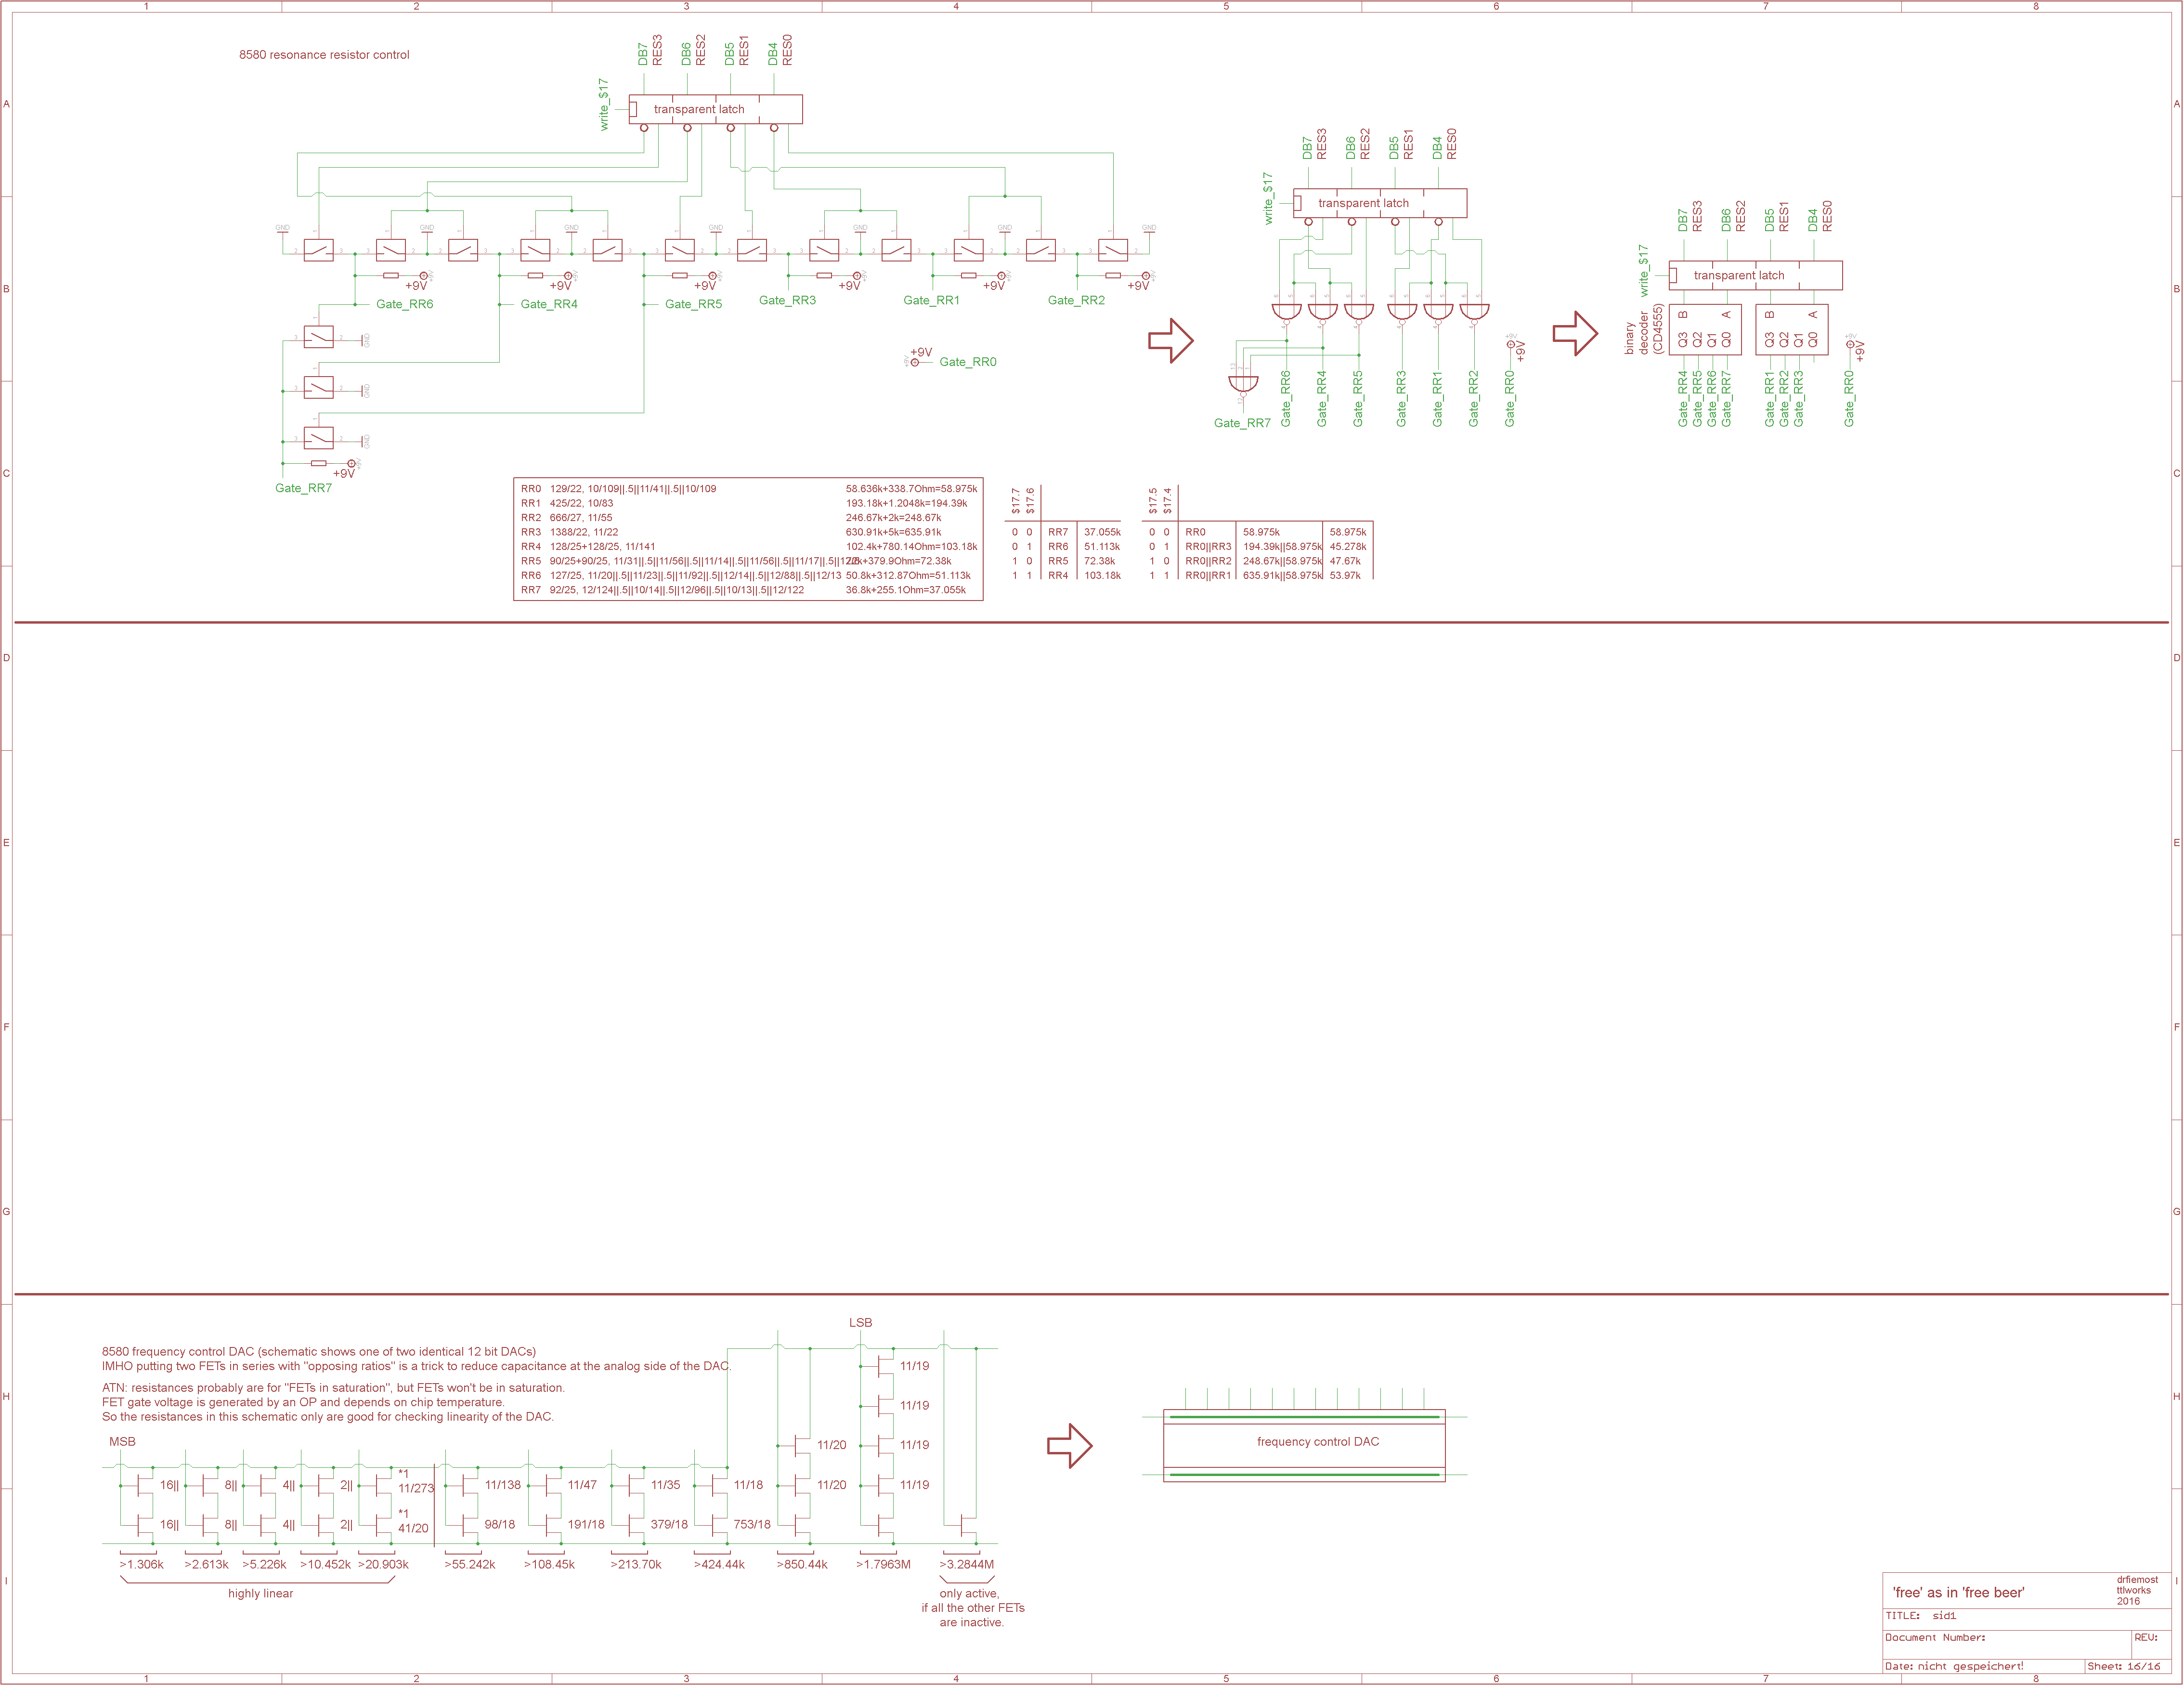 1 2 3 4 5 6 7 8
A
B
C
D
E
F
G
H
I
8580 resonance resistor control
DB7 RES3 DB6 RES2 DB5 RES1 DB4 RES0
write_$17
transparent latch
GND GND GND GND GND GND GND
+9V +9V +9V +9V +9V +9V
Gate_RR6 Gate_RR4 Gate_RR5 Gate_RR3 Gate_RR1 Gate_RR2
GND
GND
GND
+9V
Gate_RR7
+9V
Gate_RR0
DB7 RES3 DB6 RES2 DB5 RES1 DB4 RES0
write_$17
transparent latch
+9V
Gate_RR7 Gate_RR6 Gate_RR4 Gate_RR5 Gate_RR3 Gate_RR1 Gate_RR2 Gate_RR0
DB7 RES3 DB6 RES2 DB5 RES1 DB4 RES0
write_$17
transparent latch
binary
decoder
(CD4555)
B A B A
Q3 Q2 Q1 Q0 Q3 Q2 Q1 Q0
+9V
Gate_RR4 Gate_RR5 Gate_RR6 Gate_RR7 Gate_RR1 Gate_RR2 Gate_RR3 Gate_RR0
RR0 129/22, 10/109||.5||11/41||.5||10/109 58.636k+338.7Ohm=58.975k
RR1 425/22, 10/83 193.18k+1.2048k=194.39k
RR2 666/27, 11/55 246.67k+2k=248.67k
RR3 1388/22, 11/22 630.91k+5k=635.91k
RR4 128/25+128/25, 11/141 102.4k+780.14Ohm=103.18k
RR5 90/25+90/25, 11/31||.5||11/56||.5||11/14||.5||11/56||.5||11/17||.5||12/ +379.9Ohm=72.38k
RR6 127/25, 11/20||.5||11/23||.5||11/92||.5||12/14||.5||12/88||.5||12/13 50.8k+312.87Ohm=51.113k
RR7 92/25, 12/124||.5||10/14||.5||12/96||.5||10/13||.5||12/122 36.8k+255.1Ohm=37.055k
$17.7 $17.6
0 0 RR7 37.055k
0 1 RR6 51.113k
1 0 RR5 72.38k
1 1 RR4 103.18k
$17.5 $17.4
0 0 RR0 58.975k 58.975k
0 1 RR0||RR3 194.39k||58.975k 45.278k
1 0 RR0||RR2 248.67k||58.975k 47.67k
1 1 RR0||RR1 635.91k||58.975k 53.97k
8580 frequency control DAC (schematic shows one of two identical 12 bit DACs)
IMHO putting two FETs in series with "opposing ratios" is a trick to reduce capacitance at the analog side of the DAC.
ATN: resistances probably are for "FETs in saturation", but FETs won't be in saturation.
FET gate voltage is generated by an OP and depends on chip temperature.
So the resistances in this schematic only are good for checking linearity of the DAC.
MSB
LSB
11/19
11/19
11/20 11/19
*1
16|| 8|| 4|| 2|| 11/273 11/138 11/47 11/35 11/18 11/20 11/19
*1
16|| 8|| 4|| 2|| 41/20 98/18 191/18 379/18 753/18
>1.306k >2.613k >5.226k >10.452k >20.903k >55.242k >108.45k >213.70k >424.44k >850.44k >1.7963M >3.2844M
highly linear
only active,
if all the other FETs
are inactive.
frequency control DAC
'free' as in 'free beer'
drfiemost
ttlworks
2016
TITLE: sid1
Document Number:
REV:
Date: nicht gespeichert!
Sheet: 16/16
1 2 3 4 5 6 7 8